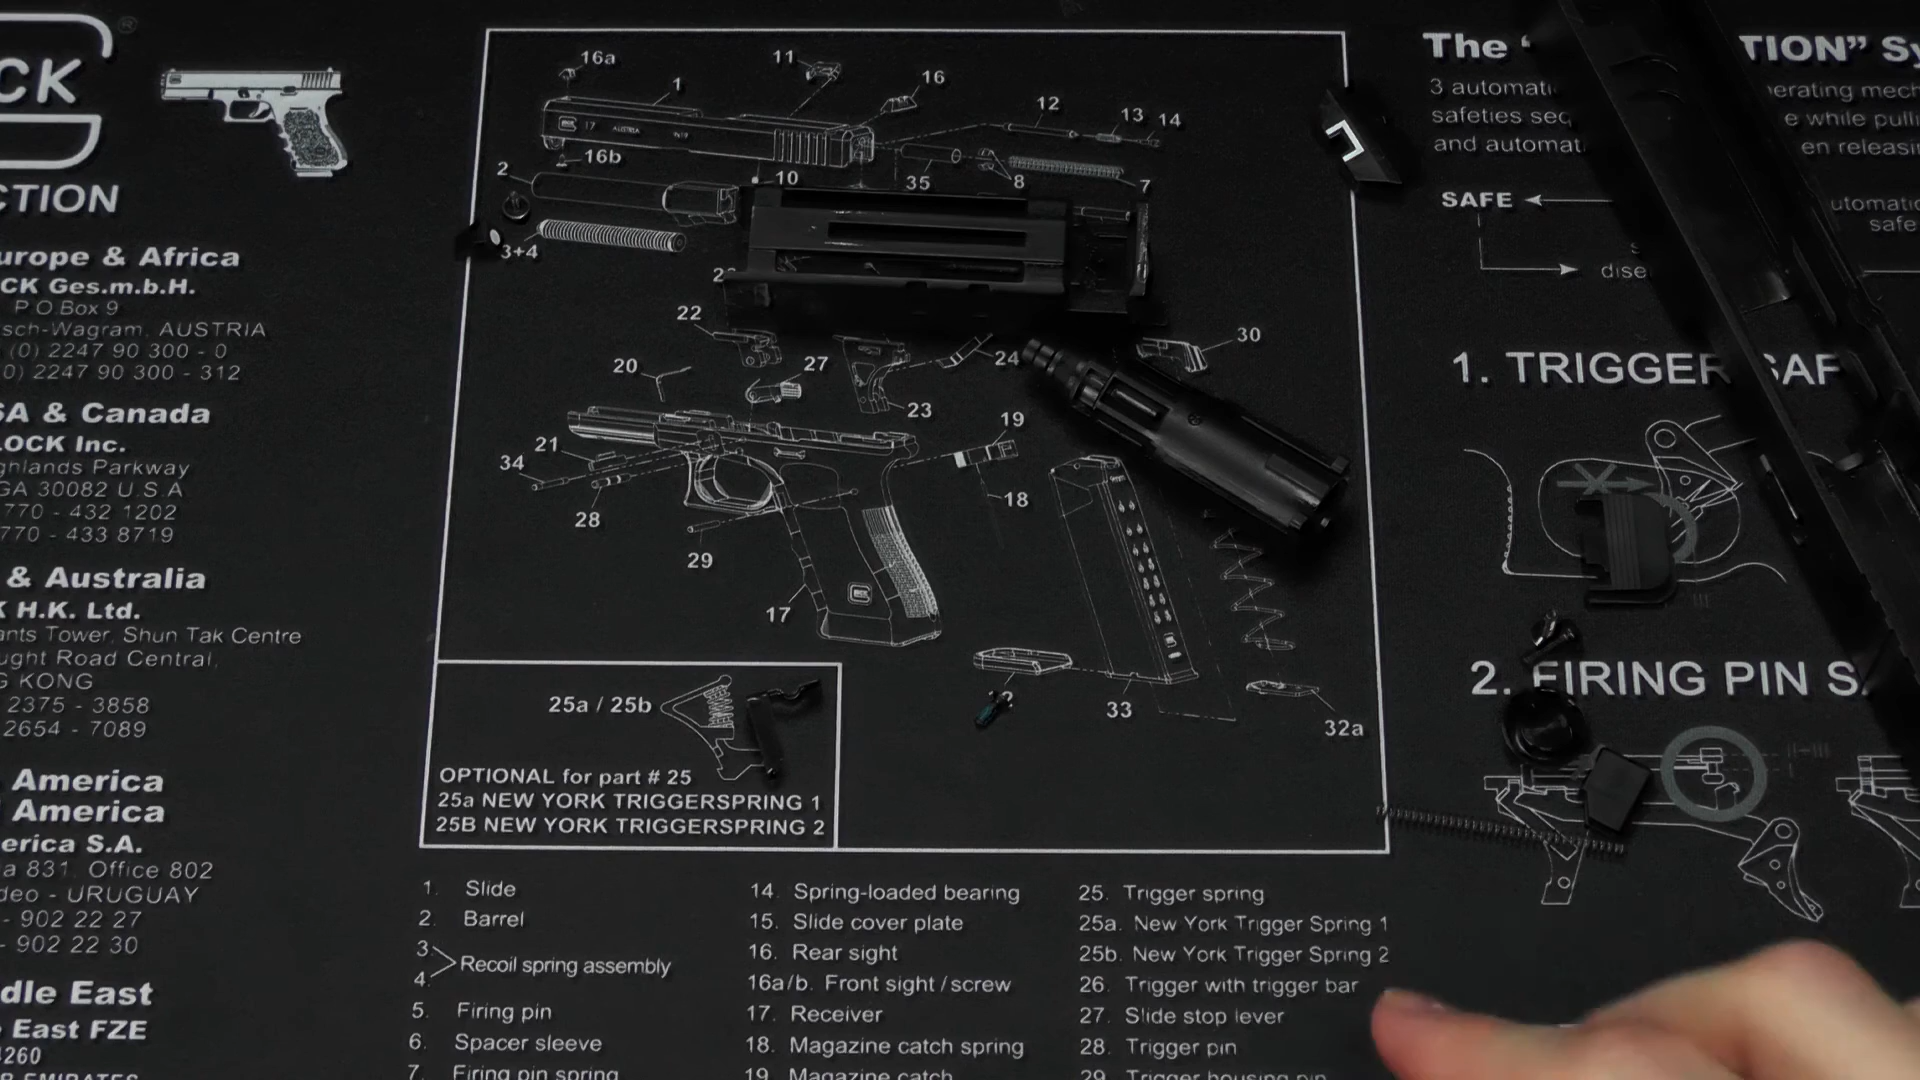 CK
®
CTION
urope & Africa
CK Ges.m.b.H.
P.O.Box 9
sch-Wagram, AUSTRIA
(0) 2247 90 300 - 0
0) 2247 90 300 - 312
SA & Canada
LOCK Inc.
ghlands Parkway
GA 30082 U.S.A
770 - 432 1202
770 - 433 8719
& Australia
K H.K. Ltd.
ants Tower, Shun Tak Centre
ught Road Central,
G KONG
2375 - 3858
2654 - 7089
America
America
erica S.A.
a 831. Office 802
deo - URUGUAY
- 902 22 27
- 902 22 30
dle East
East FZE
4260
16a
11
1
16
12
13
14
17
AUSTRIA
16b
2
10
35
8
7
3+4
22
30
20
27
24
23
19
21
34
18
28
29
17
33
32a
25a / 25b
OPTIONAL for part # 25
25a NEW YORK TRIGGERSPRING 1
25B NEW YORK TRIGGERSPRING 2
1. Slide
2. Barrel
3
4 Recoil spring assembly
5. Firing pin
6. Spacer sleeve
7. Firing pin spring
14. Spring-loaded bearing
15. Slide cover plate
16. Rear sight
16a/b. Front sight / screw
17. Receiver
18. Magazine catch spring
19. Magazine catch
25. Trigger spring
25a. New York Trigger Spring 1
25b. New York Trigger Spring 2
26. Trigger with trigger bar
27. Slide stop lever
28. Trigger pin
29. Trigger housing pin
The “ TION” Sy
3 automati erating mech
safeties seq e while pulli
and automat en releasi
SAFE
utomatic
safe
dise
1. TRIGGER SAF
2. FIRING PIN S